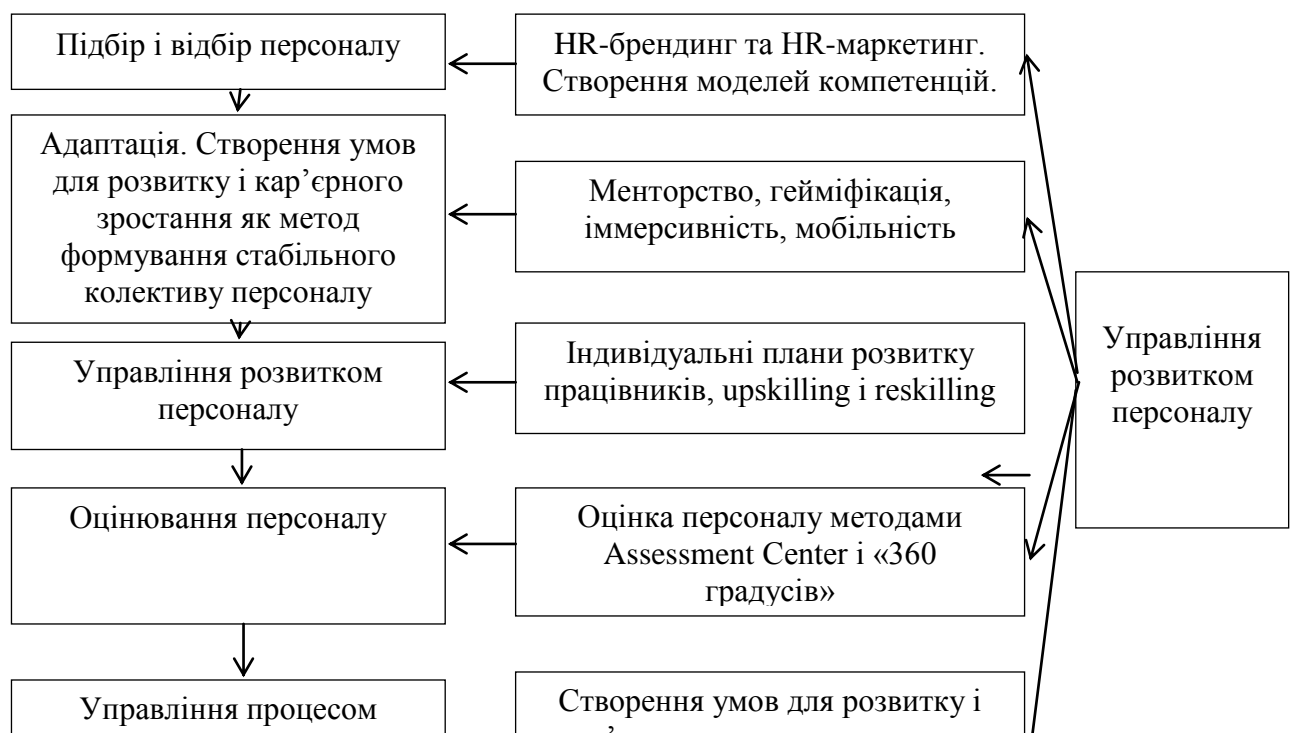 Підбір і відбір персоналу
HR-брендинг та HR-маркетинг.
Створення моделей компетенцій.
Адаптація. Створення умов
для розвитку і кар’єрного
зростання як метод
формування стабільного
колективу персоналу
Менторство, гейміфікація,
іммерсивність, мобільність
Управління розвитком
персоналу
Індивідуальні плани розвитку
працівників, upskilling і reskilling
Управління
розвитком
персоналу
Оцінювання персоналу
Оцінка персоналу методами
Assessment Center і «360
градусів»
Управління процесом
Створення умов для розвитку і